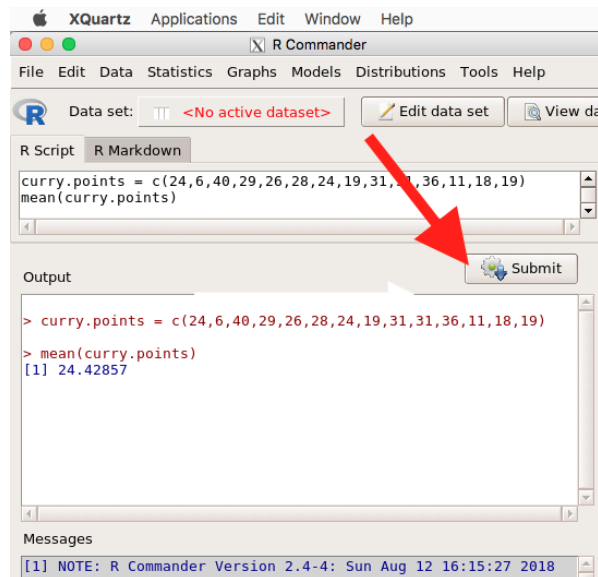 XQuartz Applications Edit Window Help
X R Commander
File Edit Data Statistics Graphs Models Distributions Tools Help
R Data set: <No active dataset> Edit data set View da
R Script R Markdown
curry.points = c(24,6,40,29,26,28,24,19,31,31,36,11,18,19)
mean(curry.points)
Submit
Output
> curry.points = c(24,6,40,29,26,28,24,19,31,31,36,11,18,19)
> mean(curry.points)
[1] 24.42857
Messages
[1] NOTE: R Commander Version 2.4-4: Sun Aug 12 16:15:27 2018